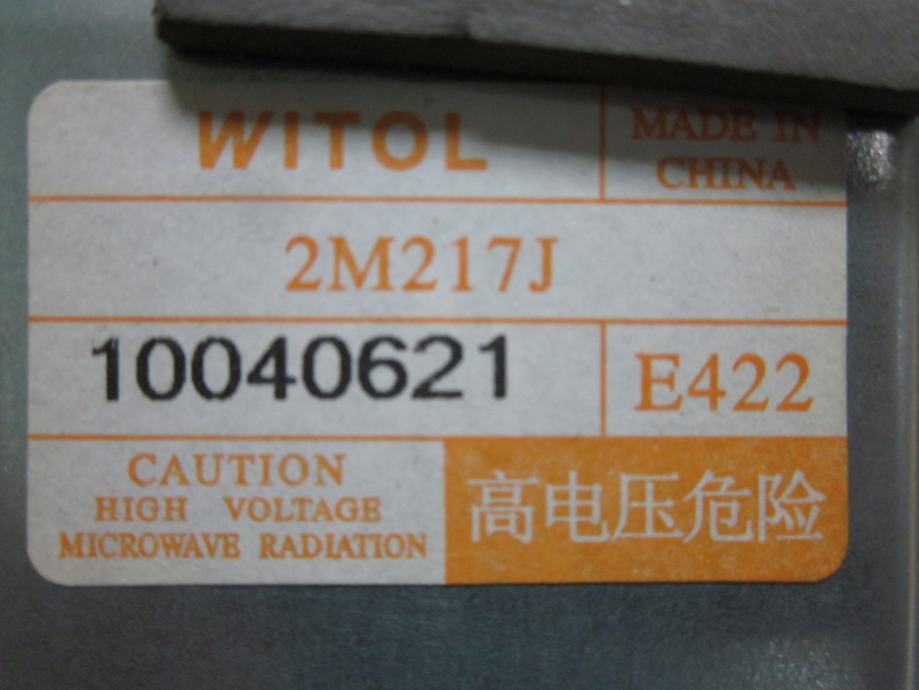 WITOL
MADE IN
CHINA
2M217J
10040621
E422
CAUTION
HIGH VOLTAGE
MICROWAVE RADIATION
高电压危险